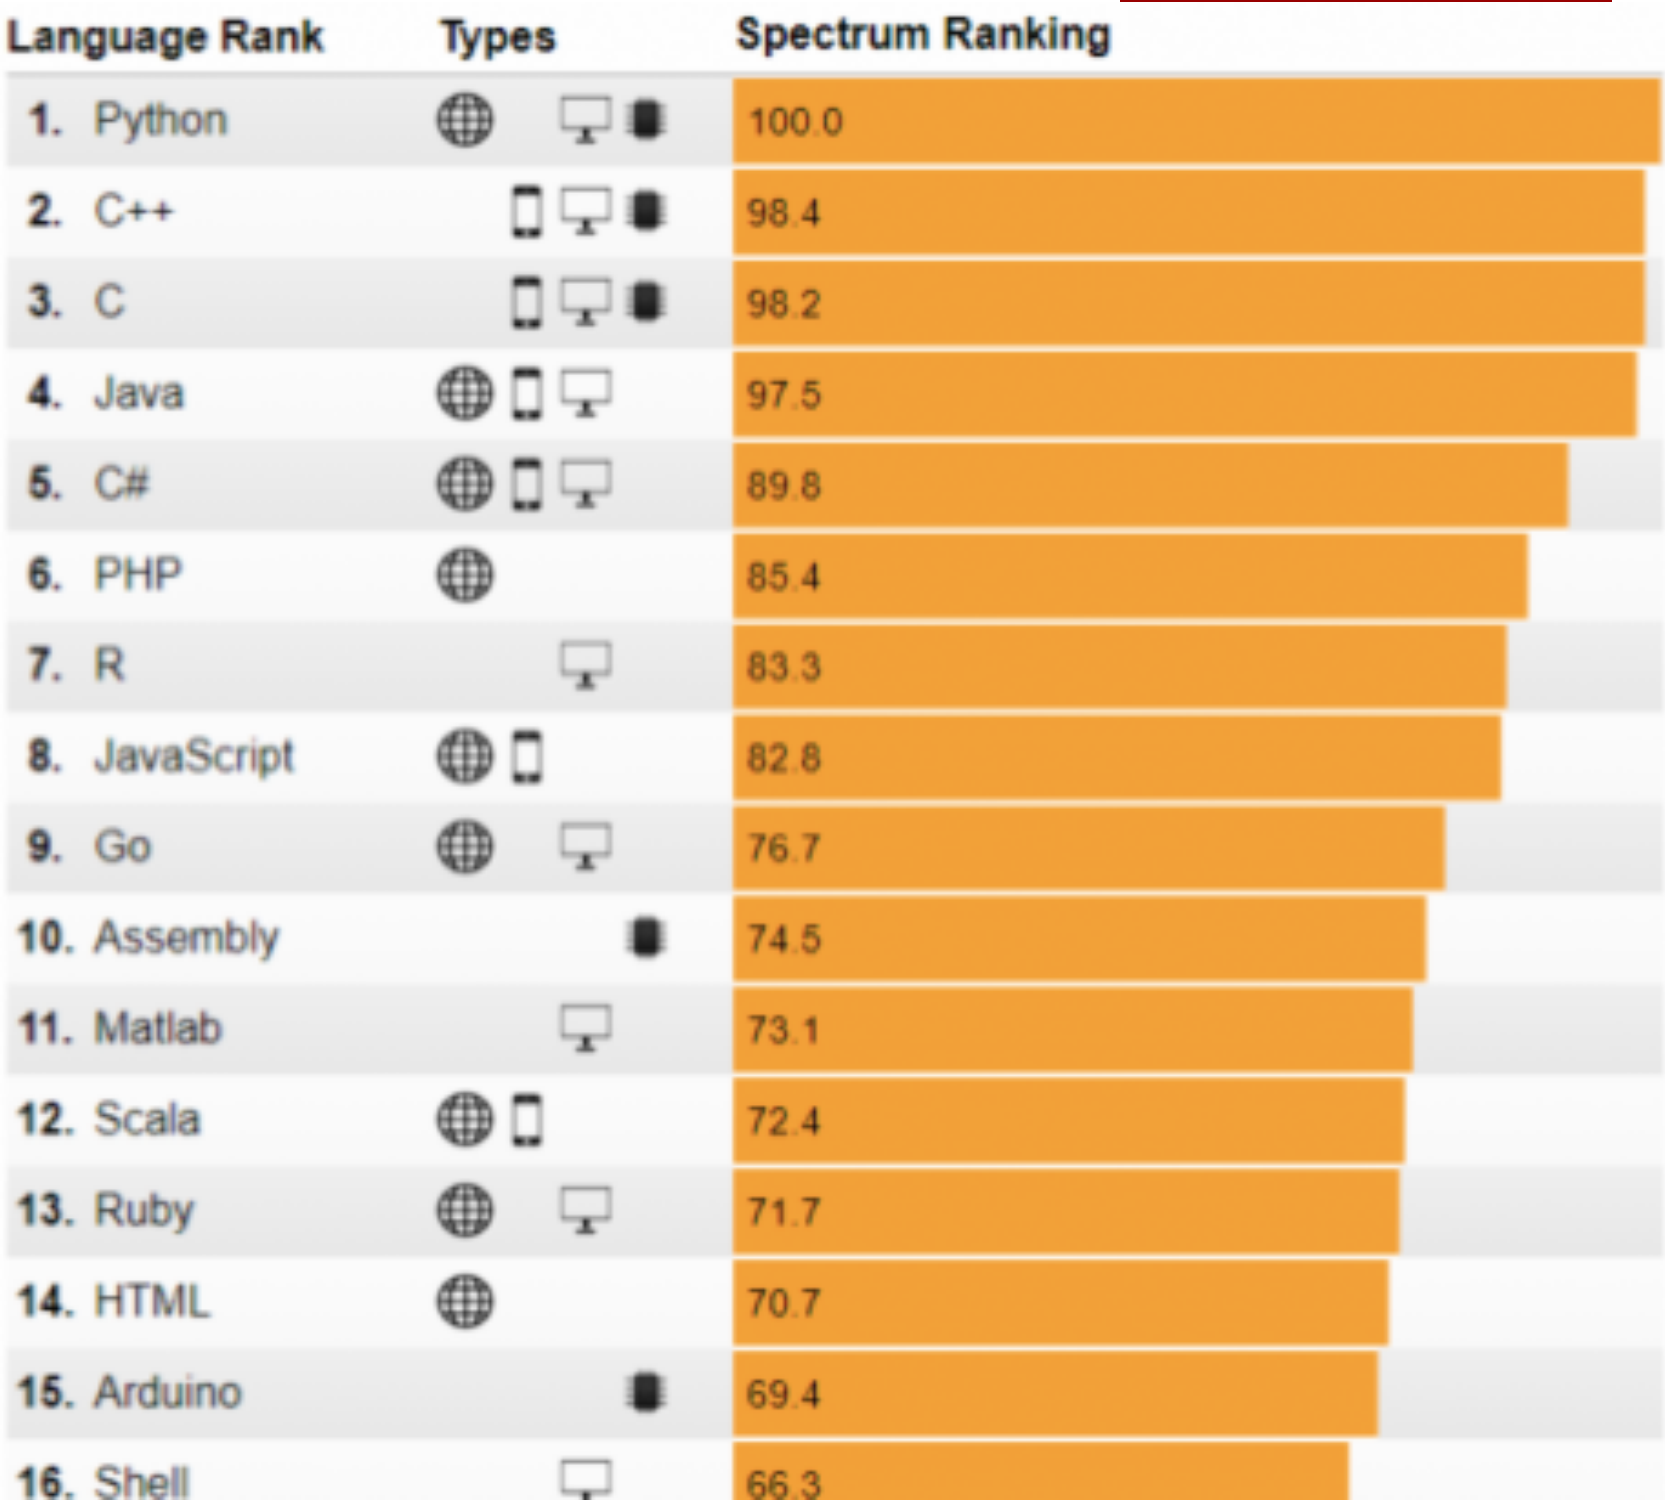 Language Rank Types Spectrum Ranking
1. Python 100.0
2. C++ 98.4
3. C 98.2
4. Java 97.5
5. C# 89.8
6. PHP 85.4
7. R 83.3
8. JavaScript 82.8
9. Go 76.7
10. Assembly 74.5
11. Matlab 73.1
12. Scala 72.4
13. Ruby 71.7
14. HTML 70.7
15. Arduino 69.4
16. Shell 66.3